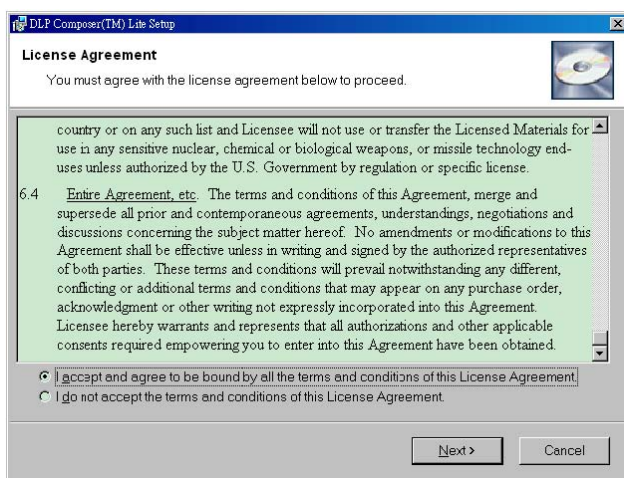 DLP Composer(TM) Lite Setup
License Agreement
You must agree with the license agreement below to proceed.
country or on any such list and Licensee will not use or transfer the Licensed Materials for
use in any sensitive nuclear, chemical or biological weapons, or missile technology end-
uses unless authorized by the U.S. Government by regulation or specific license.
6.4 Entire Agreement, etc. The terms and conditions of this Agreement, merge and
supersede all prior and contemporaneous agreements, understandings, negotiations and
discussions concerning the subject matter hereof. No amendments or modifications to this
Agreement shall be effective unless in writing and signed by the authorized representatives
of both parties. These terms and conditions will prevail notwithstanding any different,
conflicting or additional terms and conditions that may appear on any purchase order,
acknowledgment or other writing not expressly incorporated into this Agreement.
Licensee hereby warrants and represents that all authorizations and other applicable
consents required empowering you to enter into this Agreement have been obtained.
I accept and agree to be bound by all the terms and conditions of this License Agreement.
I do not accept the terms and conditions of this License Agreement.
Next > Cancel